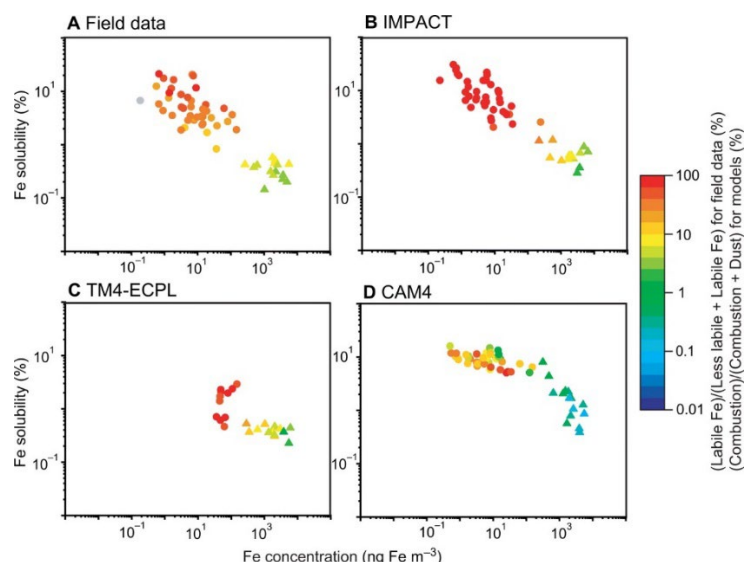 A Field data
B IMPACT
Fe solubility (%)
10¹
10⁻¹
10¹
10⁻¹
10⁻¹ 10¹ 10³
10⁻¹ 10¹ 10³
C TM4-ECPL
D CAM4
Fe solubility (%)
10¹
10⁻¹
10¹
10⁻¹
10⁻¹ 10¹ 10³
10⁻¹ 10¹ 10³
Fe concentration (ng Fe m⁻³)
100
10
1
0.1
0.01
(Labile Fe)/(Less labile + Labile Fe) for field data (%)
(Combustion)/(Combustion + Dust) for models (%)